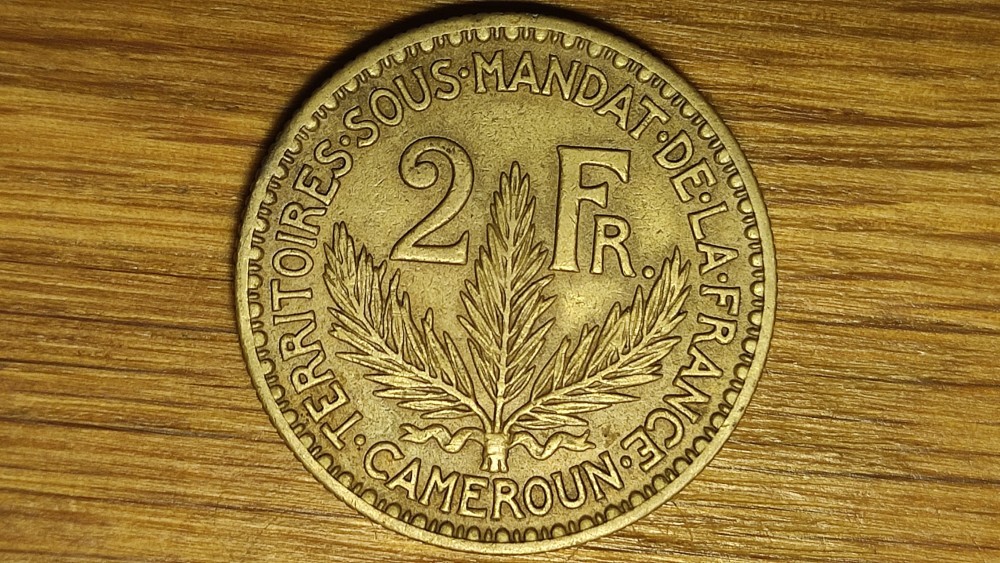 TERRITOIRES·SOUS·MANDAT·DE·LA·FRANCE·
2 FR.
CAMEROUN